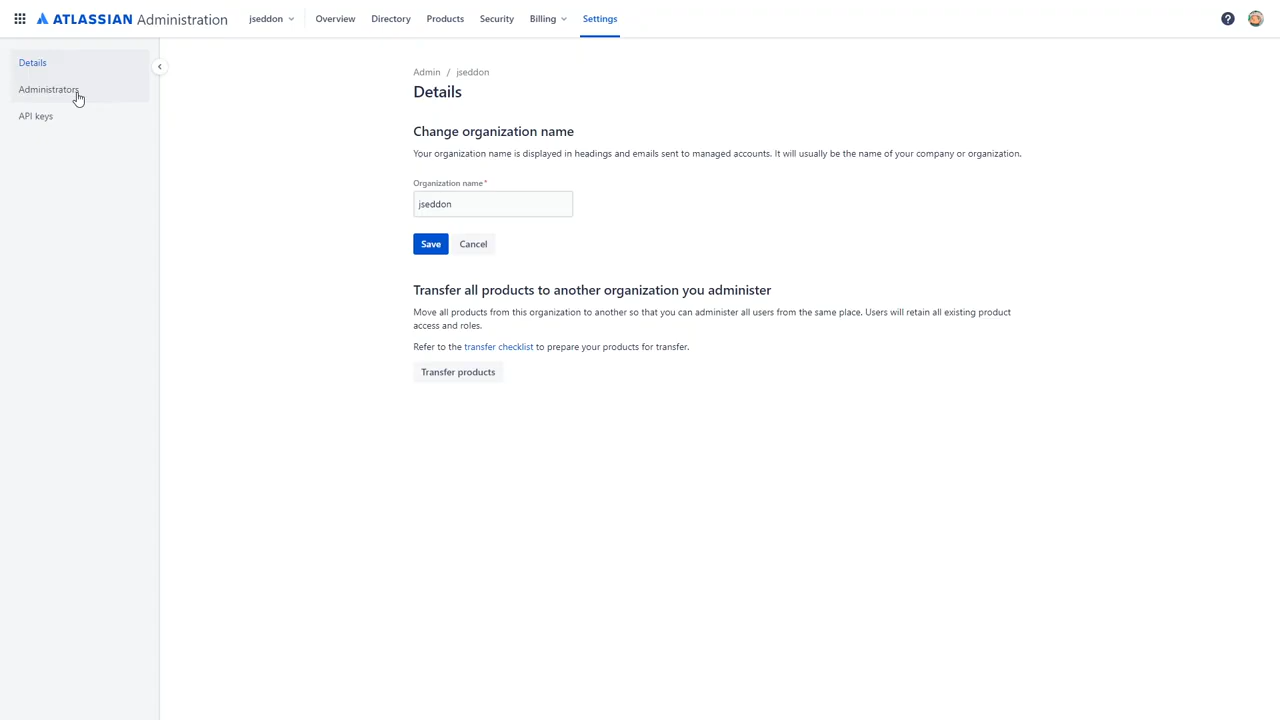 ATLASSIAN Administration
jseddon
Overview
Directory
Products
Security
Billing
Settings
Details
Administrators
API keys
Admin / jseddon
Details
Change organization name
Your organization name is displayed in headings and emails sent to managed accounts. It will usually be the name of your company or organization.
Organization name*
jseddon
Save
Cancel
Transfer all products to another organization you administer
Move all products from this organization to another so that you can administer all users from the same place. Users will retain all existing product
access and roles.
Refer to the transfer checklist to prepare your products for transfer.
Transfer products